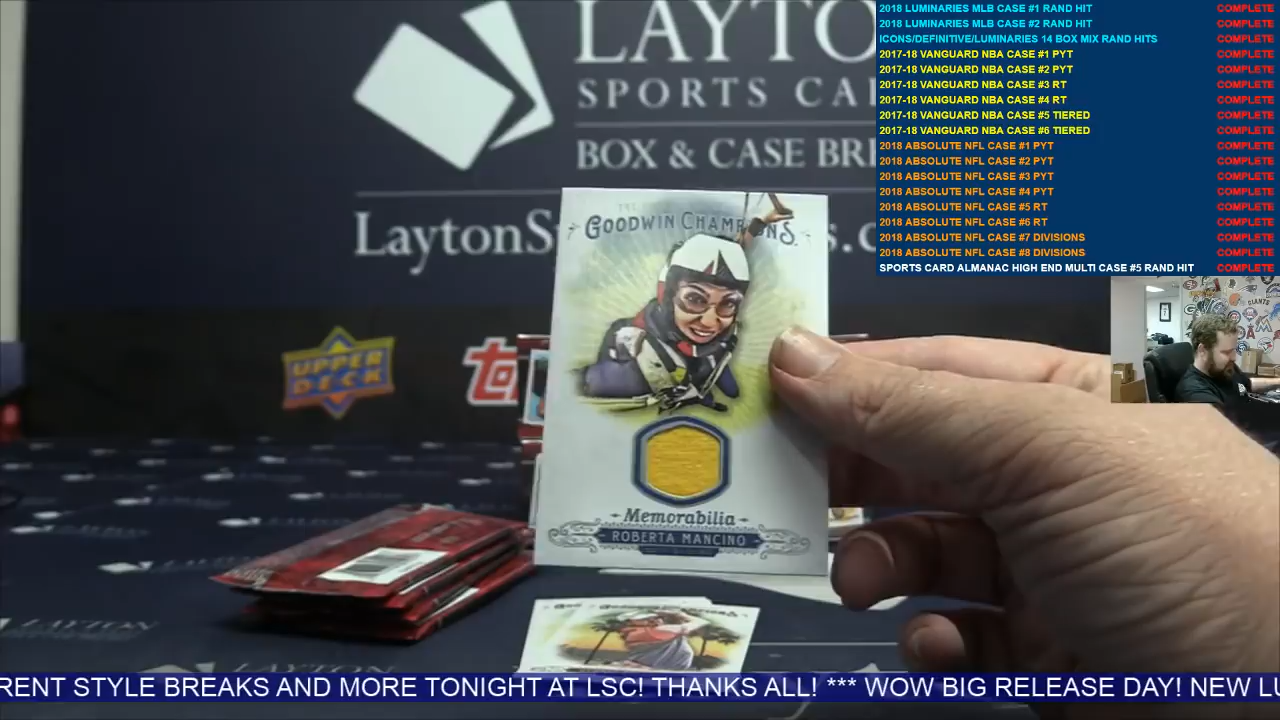 LAYTO
SPORTS CA
BOX & CASE BRE
LaytonS s.c
2018 LUMINARIES MLB CASE #1 RAND HIT COMPLETE
2018 LUMINARIES MLB CASE #2 RAND HIT COMPLETE
ICONS/DEFINITIVE/LUMINARIES 14 BOX MIX RAND HITS COMPLETE
2017-18 VANGUARD NBA CASE #1 PYT COMPLETE
2017-18 VANGUARD NBA CASE #2 PYT COMPLETE
2017-18 VANGUARD NBA CASE #3 RT COMPLETE
2017-18 VANGUARD NBA CASE #4 RT COMPLETE
2017-18 VANGUARD NBA CASE #5 TIERED COMPLETE
2017-18 VANGUARD NBA CASE #6 TIERED COMPLETE
2018 ABSOLUTE NFL CASE #1 PYT COMPLETE
2018 ABSOLUTE NFL CASE #2 PYT COMPLETE
2018 ABSOLUTE NFL CASE #3 PYT COMPLETE
2018 ABSOLUTE NFL CASE #4 PYT COMPLETE
2018 ABSOLUTE NFL CASE #5 RT COMPLETE
2018 ABSOLUTE NFL CASE #6 RT COMPLETE
2018 ABSOLUTE NFL CASE #7 DIVISIONS COMPLETE
2018 ABSOLUTE NFL CASE #8 DIVISIONS COMPLETE
SPORTS CARD ALMANAC HIGH END MULTI CASE #5 RAND HIT COMPLETE
GOODWIN CHAMPIONS
UPPER DECK
to
GIANTS
Memorabilia
ROBERTA MANCINO
LAYTON
LAYTON
RENT STYLE BREAKS AND MORE TONIGHT AT LSC! THANKS ALL! *** WOW BIG RELEASE DAY! NEW LU